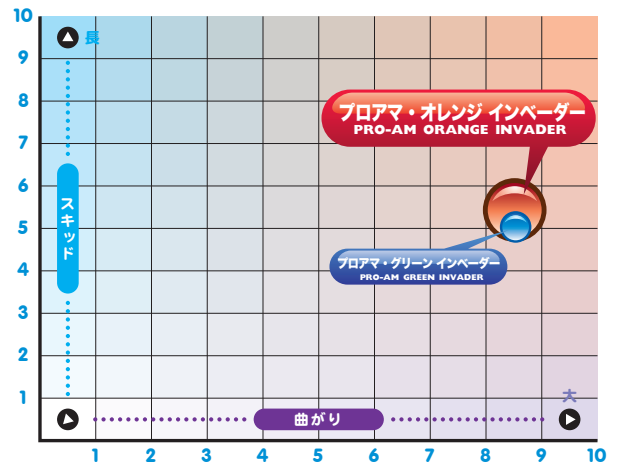 10
長
9
8
プロアマ・オレンジ インベーダー
PRO-AM ORANGE INVADER
7
6
スキッド
5
プロアマ・グリーン インベーダー
PRO-AM GREEN INVADER
4
3
2
1
大
曲がり
1 2 3 4 5 6 7 8 9 10